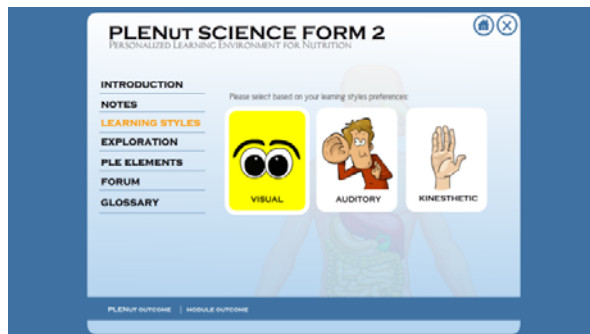 PLENUT SCIENCE FORM 2
PERSONALIZED LEARNING ENVIRONMENT FOR NUTRITION
INTRODUCTION
NOTES
LEARNING STYLES
EXPLORATION
PLE ELEMENTS
FORUM
GLOSSARY
Please select based on your learning styles preferences:
VISUAL
AUDITORY
KINESTHETIC
PLENUT OUTCOME | MODULE OUTCOME